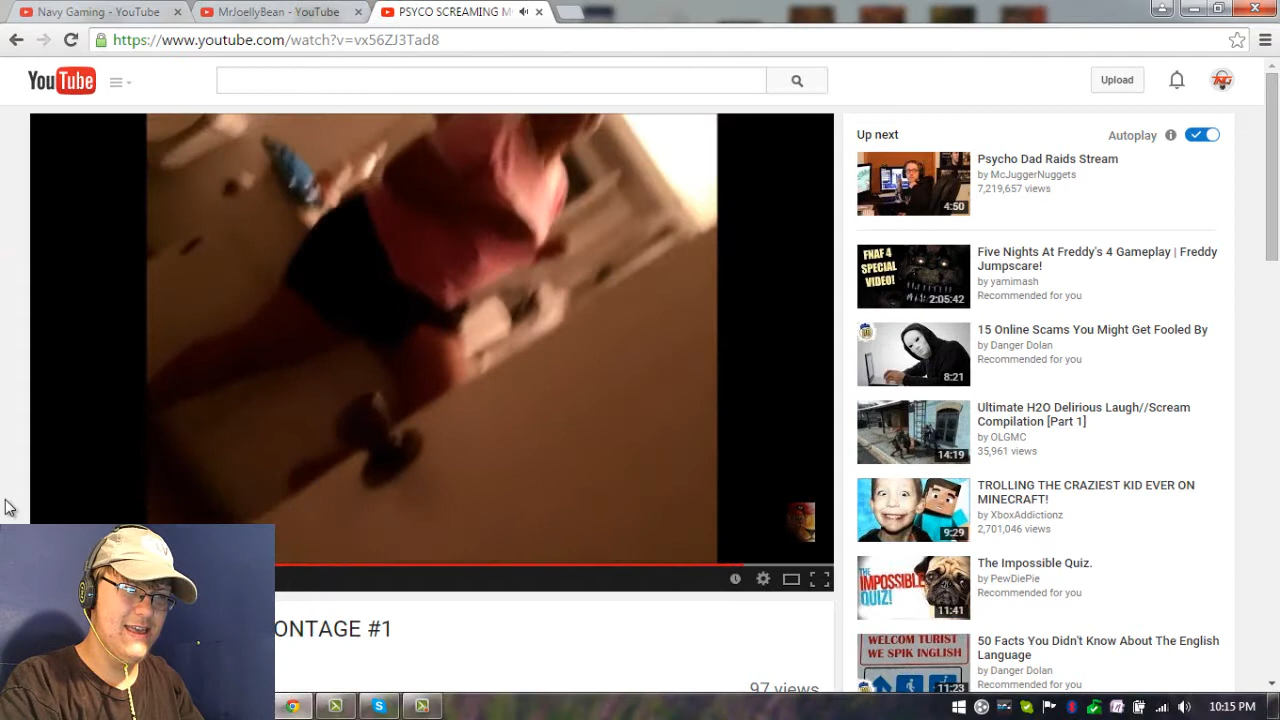 Navy Gaming - YouTube
MrJoellyBean - YouTube
PSYCO SCREAMING M
https://www.youtube.com/watch?v=vx56ZJ3Tad8
YouTube
Upload
Up next
Autoplay
Psycho Dad Raids Stream
by McJuggerNuggets
7,219,657 views
4:50
Five Nights At Freddy's 4 Gameplay | Freddy
Jumpscare!
by yamimash
Recommended for you
FNAF 4
SPECIAL
VIDEO!
2:05:42
15 Online Scams You Might Get Fooled By
by Danger Dolan
Recommended for you
8:21
Ultimate H2O Delirious Laugh//Scream
Compilation [Part 1]
by OLGMC
35,961 views
14:19
TROLLING THE CRAZIEST KID EVER ON
MINECRAFT!
by XboxAddictionz
2,701,046 views
9:29
The Impossible Quiz.
by PewDiePie
Recommended for you
THE
IMPOSSIBLE
QUIZ!
11:41
50 Facts You Didn't Know About The English
Language
by Danger Dolan
Recommended for you
WELCOM TURIST
WE SPIK INGLISH
11:23
ONTAGE #1
97 views
10:15 PM